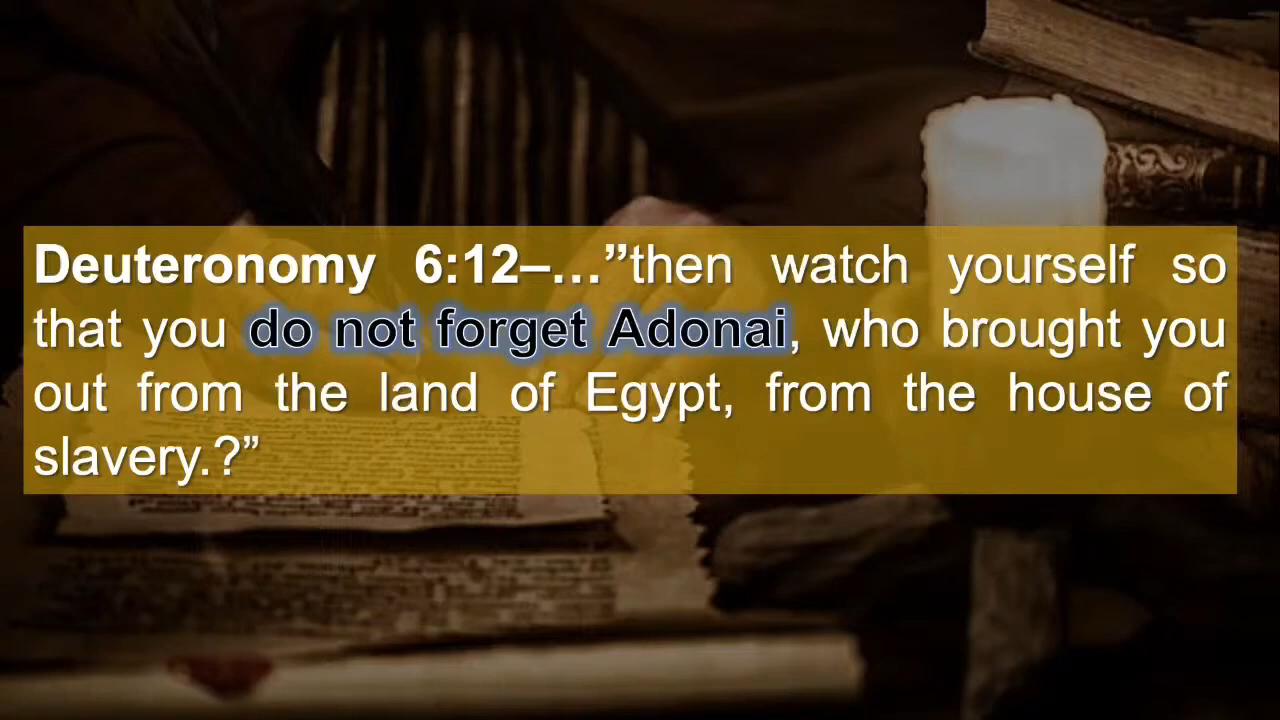 Deuteronomy 6:12–…”then watch yourself so
that you do not forget Adonai, who brought you
out from the land of Egypt, from the house of
slavery.?”